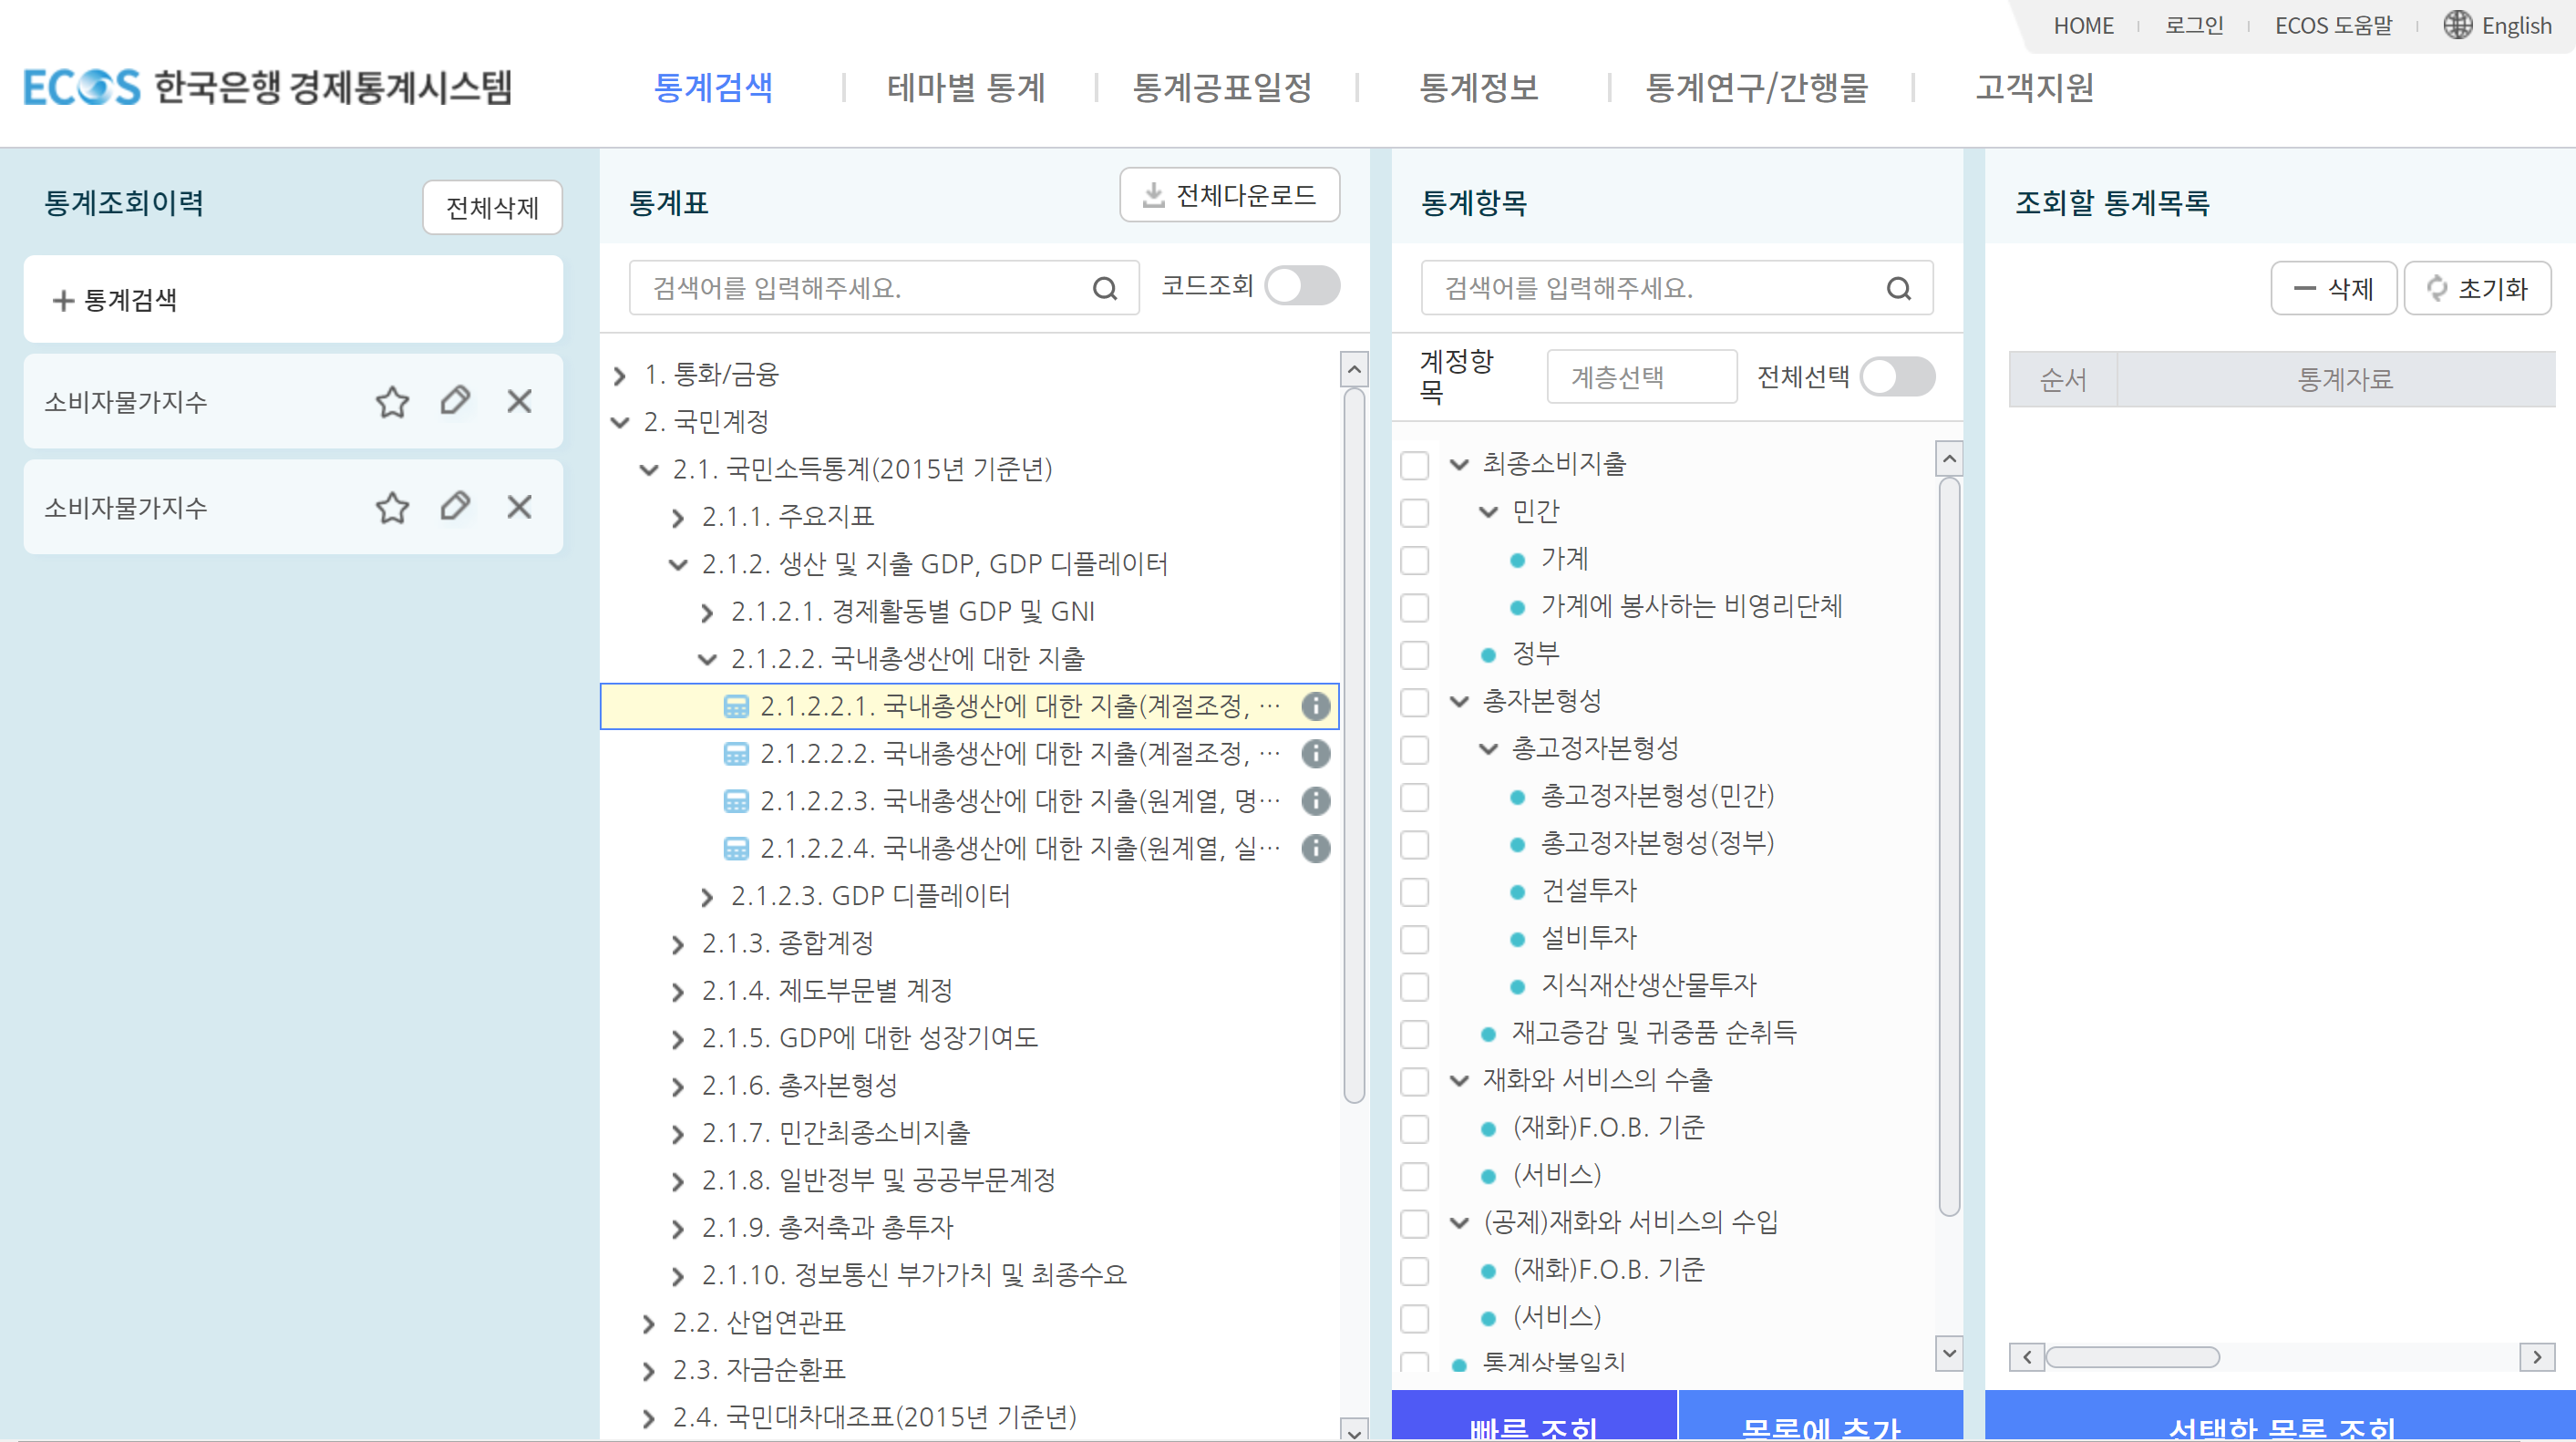 HOME
로그인
ECOS 도움말
English
ECOS 한국은행 경제통계시스템
통계검색
테마별 통계
통계공표일정
통계정보
통계연구/간행물
고객지원
통계조회이력
전체삭제
+ 통계검색
소비자물가지수
소비자물가지수
통계표
전체다운로드
검색어를 입력해주세요.
코드조회
1. 통화/금융
2. 국민계정
2.1. 국민소득통계(2015년 기준년)
2.1.1. 주요지표
2.1.2. 생산 및 지출 GDP, GDP 디플레이터
2.1.2.1. 경제활동별 GDP 및 GNI
2.1.2.2. 국내총생산에 대한 지출
2.1.2.2.1. 국내총생산에 대한 지출(계절조정, …
2.1.2.2.2. 국내총생산에 대한 지출(계절조정, …
2.1.2.2.3. 국내총생산에 대한 지출(원계열, 명…
2.1.2.2.4. 국내총생산에 대한 지출(원계열, 실…
2.1.2.3. GDP 디플레이터
2.1.3. 종합계정
2.1.4. 제도부문별 계정
2.1.5. GDP에 대한 성장기여도
2.1.6. 총자본형성
2.1.7. 민간최종소비지출
2.1.8. 일반정부 및 공공부문계정
2.1.9. 총저축과 총투자
2.1.10. 정보통신 부가가치 및 최종수요
2.2. 산업연관표
2.3. 자금순환표
2.4. 국민대차대조표(2015년 기준년)
통계항목
검색어를 입력해주세요.
계정항
목
계층선택
전체선택
최종소비지출
민간
가계
가계에 봉사하는 비영리단체
정부
총자본형성
총고정자본형성
총고정자본형성(민간)
총고정자본형성(정부)
건설투자
설비투자
지식재산생산물투자
재고증감 및 귀중품 순취득
재화와 서비스의 수출
(재화)F.O.B. 기준
(서비스)
(공제)재화와 서비스의 수입
(재화)F.O.B. 기준
(서비스)
통계상불일치
빠른 조회
목록에 추가
조회할 통계목록
삭제
초기화
순서
통계자료
선택한 목록 조회